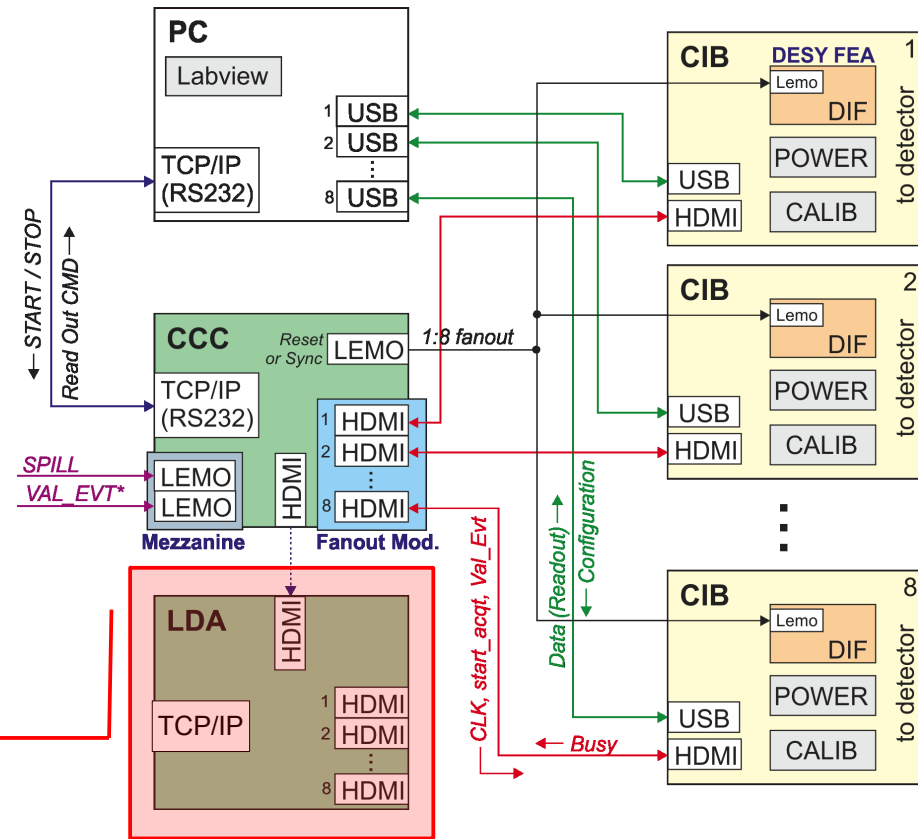 PC
Labview
1 USB
2 USB
8 USB
TCP/IP
(RS232)
START / STOP
Read Out CMD
CCC
Reset
or Sync
LEMO
1:8 fanout
TCP/IP
(RS232)
1 HDMI
2 HDMI
8 HDMI
HDMI
SPILL
VAL_EVT*
LEMO
LEMO
Mezzanine
Fanout Mod.
LDA
HDMI
TCP/IP
1 HDMI
2 HDMI
8 HDMI
CLK, start_acqt, Val_Evt
Busy
Data (Readout)
Configuration
CIB
1
DESY FEA
Lemo
DIF
POWER
USB
HDMI
CALIB
to detector
CIB
2
Lemo
DIF
POWER
USB
HDMI
CALIB
to detector
CIB
8
Lemo
DIF
POWER
USB
HDMI
CALIB
to detector